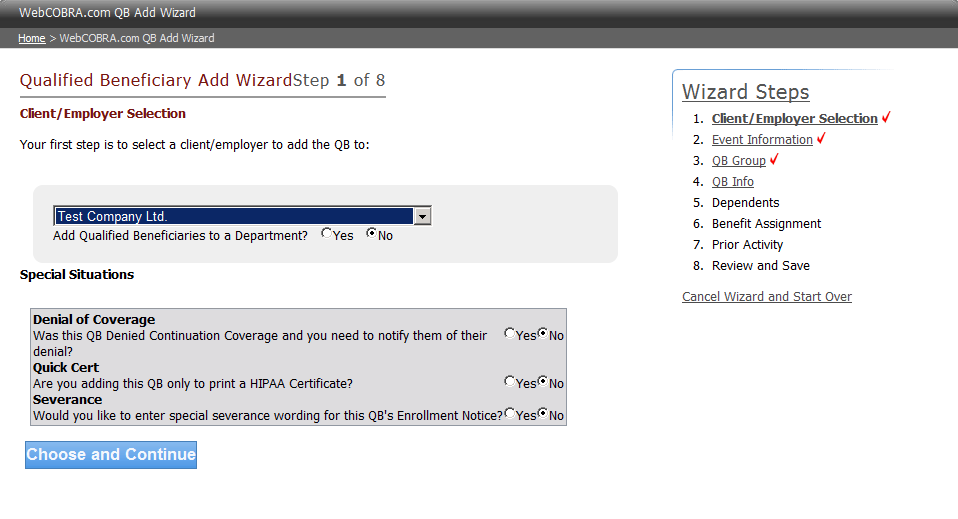 WebCOBRA.com QB Add Wizard
Home > WebCOBRA.com QB Add Wizard
Qualified Beneficiary Add WizardStep 1 of 8
Client/Employer Selection
Your first step is to select a client/employer to add the QB to:
Test Company Ltd.
Add Qualified Beneficiaries to a Department? Yes No
Special Situations
Denial of Coverage
Was this QB Denied Continuation Coverage and you need to notify them of their Yes No
denial?
Quick Cert
Are you adding this QB only to print a HIPAA Certificate? Yes No
Severance
Would you like to enter special severance wording for this QB's Enrollment Notice? Yes No
Choose and Continue
Wizard Steps
1. Client/Employer Selection
2. Event Information
3. QB Group
4. QB Info
5. Dependents
6. Benefit Assignment
7. Prior Activity
8. Review and Save
Cancel Wizard and Start Over